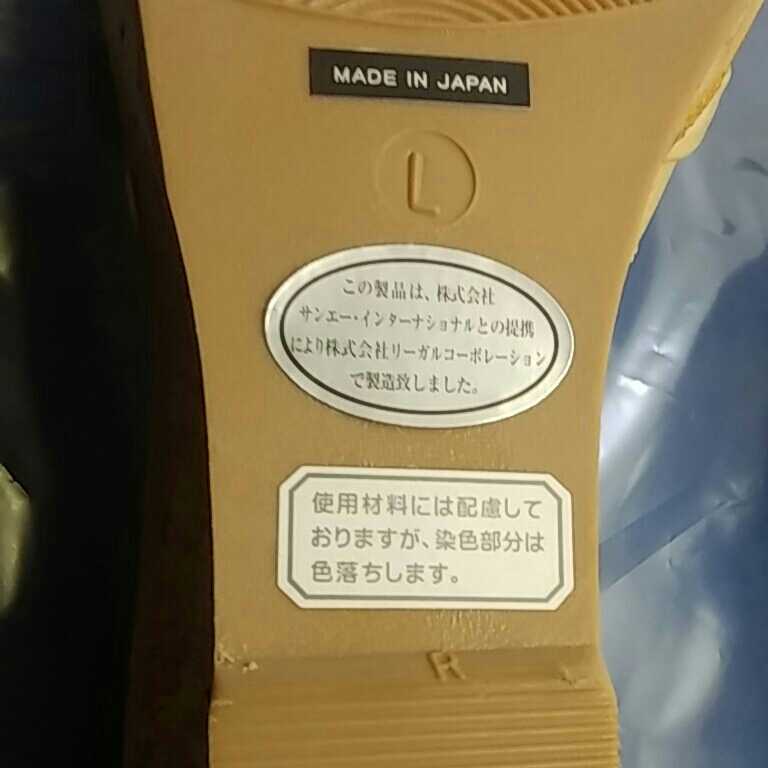 MADE IN JAPAN
L
この製品は、株式会社
サンエー・インターナショナルとの提携
により株式会社リーガルコーポレーション
で製造致しました。
使用材料には配慮して
おりますが、染色部分は
色落ちします。
R